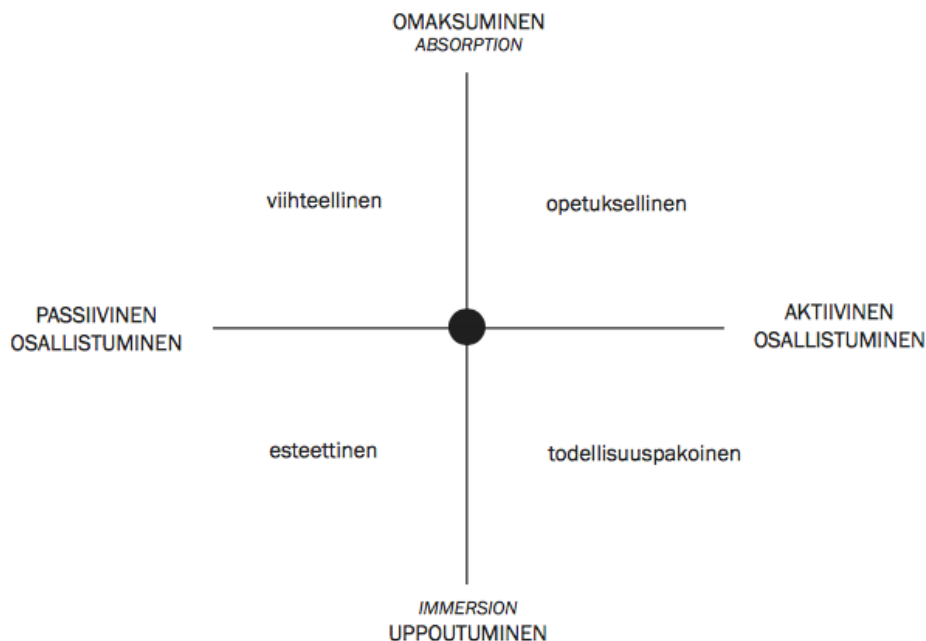 OMAKSUMINEN
ABSORPTION
viihteellinen
opetuksellinen
PASSIIVINEN
OSALLISTUMINEN
AKTIIVINEN
OSALLISTUMINEN
esteettinen
todellisuuspakoinen
IMMERSION
UPPOUTUMINEN